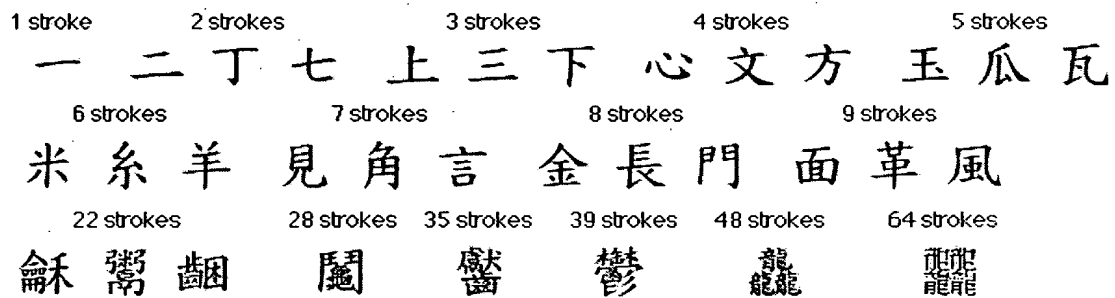 1 stroke 2 strokes 3 strokes 4 strokes 5 strokes
一 二 丁 七 上 三 下 心 文 方 玉 瓜 瓦
6 strokes 7 strokes 8 strokes 9 strokes
米 糸 羊 見 角 言 金 長 門 面 革 風
22 strokes 28 strokes 35 strokes 39 strokes 48 strokes 64 strokes
龢 鬻 齫 鬮 齾 龘 𪚥